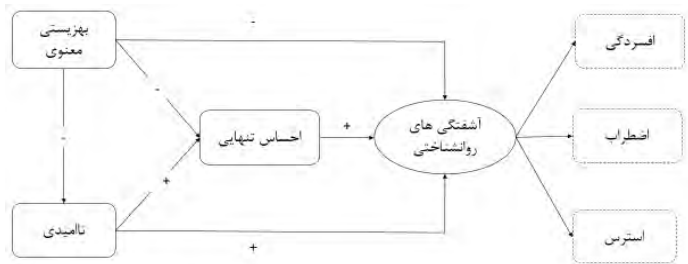 بهزیستی
معنوی
-
افسردگی
-
-
احساس تنهایی
+
آشفتگی های
روانشناختی
اضطراب
+
ناامیدی
+
استرس